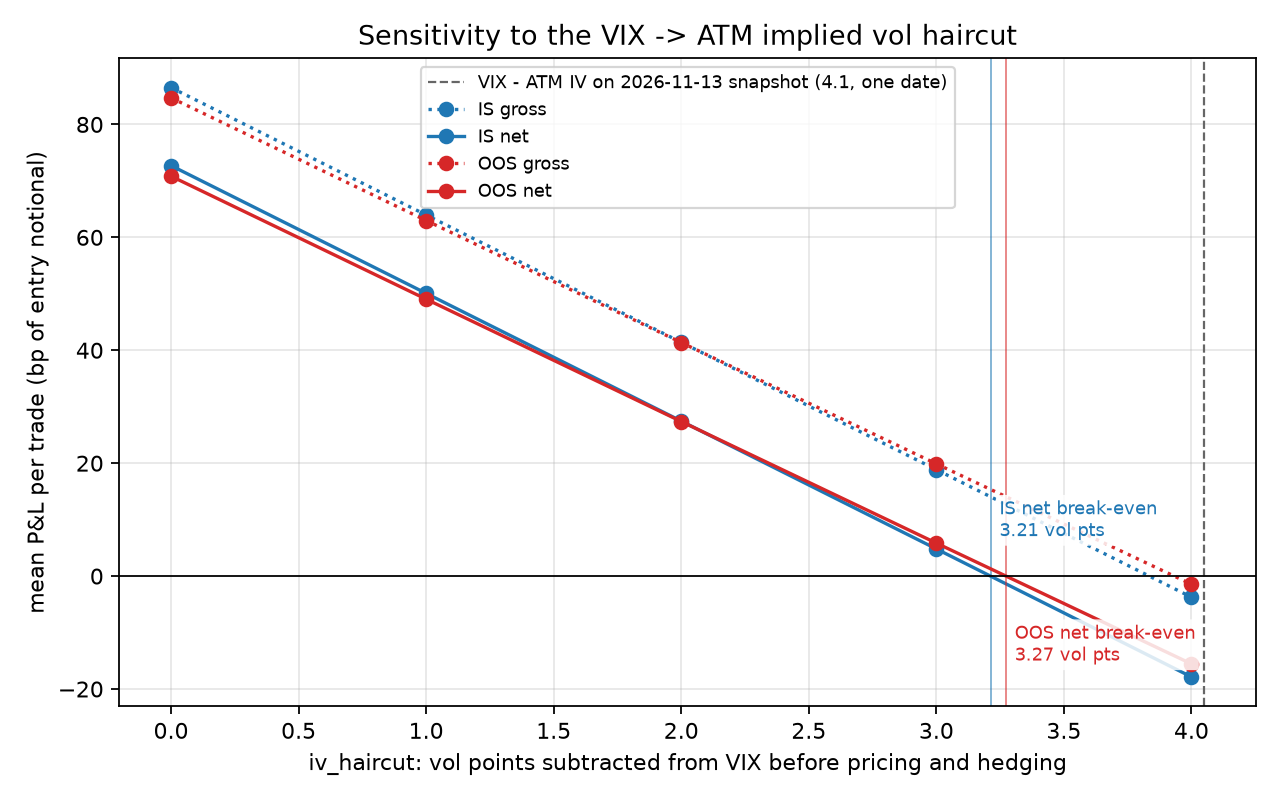 Sensitivity to the VIX -> ATM implied vol haircut
VIX - ATM IV on 2026-11-13 snapshot (4.1, one date)
IS gross
IS net
OOS gross
OOS net
mean P&L per trade (bp of entry notional)
80
60
40
20
0
−20
IS net break-even
3.21 vol pts
OOS net break-even
3.27 vol pts
0.0 0.5 1.0 1.5 2.0 2.5 3.0 3.5 4.0
iv_haircut: vol points subtracted from VIX before pricing and hedging